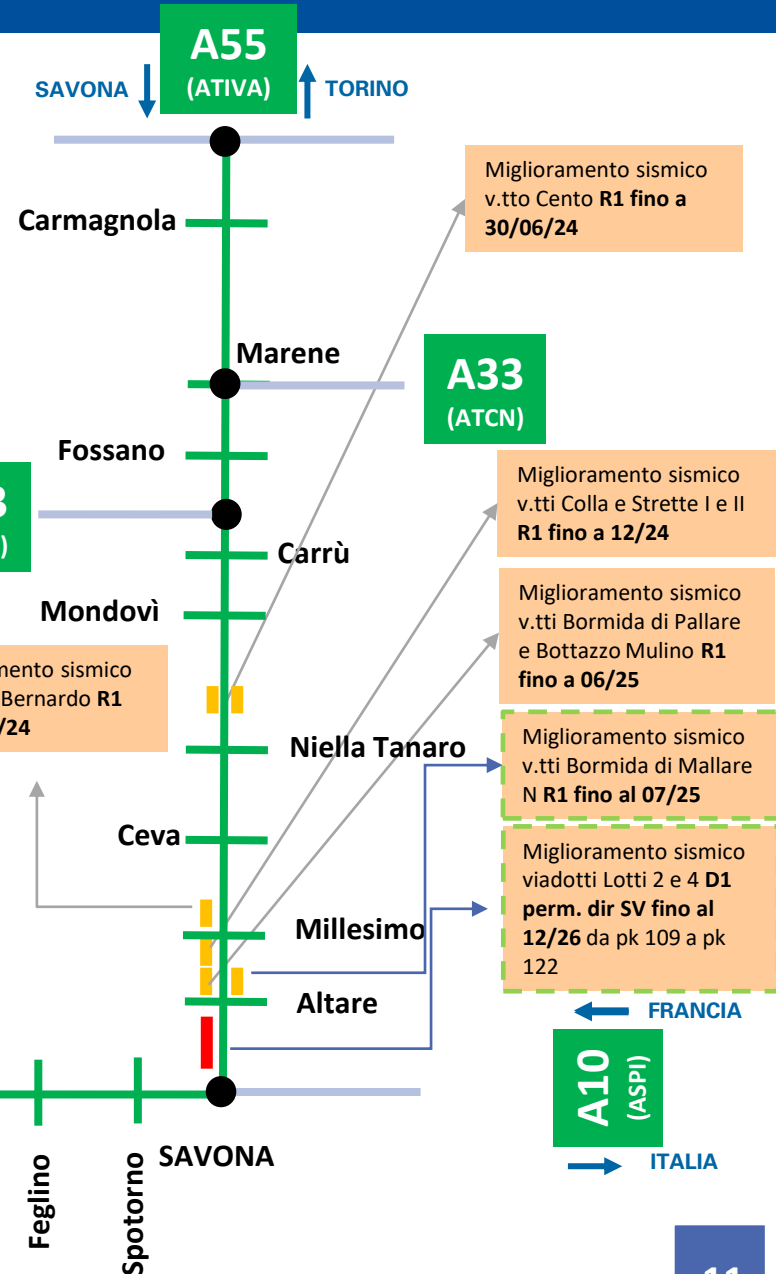 A55
(ATIVA)
SAVONA
TORINO
Miglioramento sismico
v.tto Cento R1 fino a
30/06/24
Carmagnola
Marene
A33
(ATCN)
Fossano
Miglioramento sismico
v.tti Colla e Strette I e II
R1 fino a 12/24
Carrù
Mondovì
Miglioramento sismico
v.tti Bormida di Pallare
e Bottazzo Mulino R1
fino a 06/25
sismico
Bernardo R1
/24
Niella Tanaro
Miglioramento sismico
v.tti Bormida di Mallare
N R1 fino al 07/25
Ceva
Miglioramento sismico
viadotti Lotti 2 e 4 D1
perm. dir SV fino al
12/26 da pk 109 a pk
122
Millesimo
Altare
FRANCIA
A10
(ASPI)
ITALIA
SAVONA
Feglino
Spotorno
11